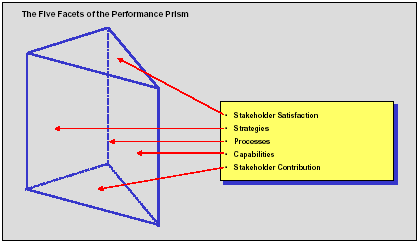 The Five Facets of the Performance Prism
• Stakeholder Satisfaction
• Strategies
• Processes
• Capabilities
• Stakeholder Contribution